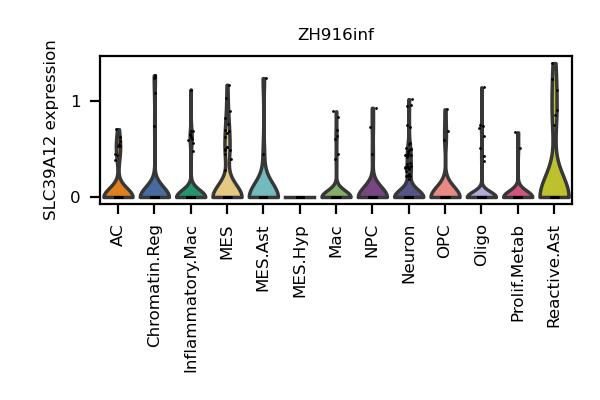 ZH916inf
SLC39A12 expression
1
0
AC
Chromatin.Reg
Inflammatory.Mac
MES
MES.Ast
MES.Hyp
Mac
NPC
Neuron
OPC
Oligo
Prolif.Metab
Reactive.Ast